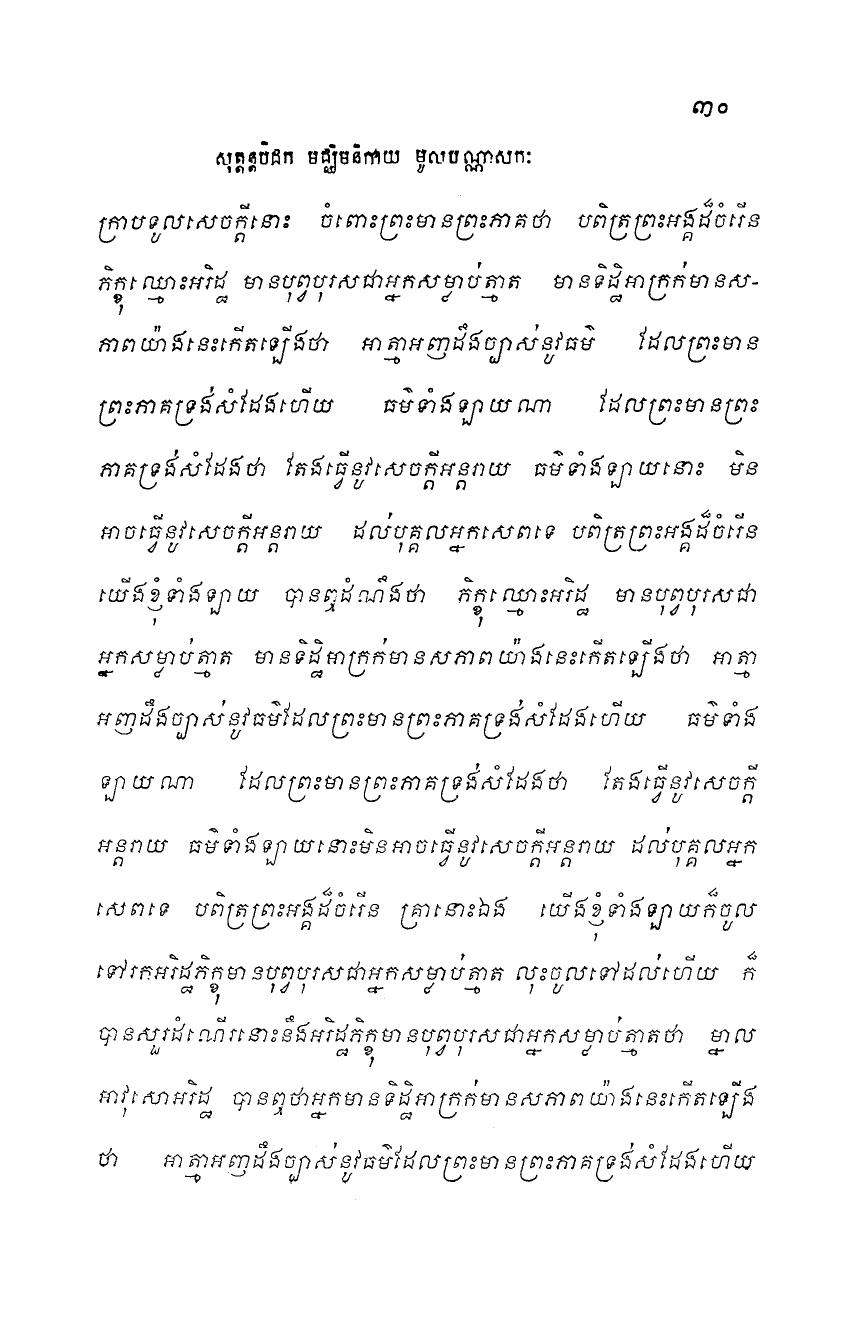 ៣០
សុត្តន្តបិដក មជ្ឈិមនិកាយ មូលបណ្ណាសកៈ
ក្រាបទូលសេចក្តីនោះ ចំពោះព្រះមានព្រះភាគថា បពិត្រព្រះអង្គដ៏ចំរើន
ភិក្ខុឈ្មោះអរិដ្ឋ មានបុព្វបុរសជាអ្នកសម្លាប់ត្មាត មានទិដ្ឋិអាក្រក់មានស-
ភាពយ៉ាងនេះកើតឡើងថា អាត្មាអញដឹងច្បាស់នូវធម៌ ដែលព្រះមាន
ព្រះភាគទ្រង់សំដែងហើយ ធម៌ទាំងឡាយណា ដែលព្រះមានព្រះ
ភាគទ្រង់សំដែងថា តែងធ្វើនូវសេចក្តីអន្តរាយ ធម៌ទាំងឡាយនោះ មិន
អាចធ្វើនូវសេចក្តីអន្តរាយ ដល់បុគ្គលអ្នកសេពទេ បពិត្រព្រះអង្គដ៏ចំរើន
យើងខ្ញុំទាំងឡាយ បានឮដំណឹងថា ភិក្ខុឈ្មោះអរិដ្ឋ មានបុព្វបុរសជា
អ្នកសម្លាប់ត្មាត មានទិដ្ឋិអាក្រក់មានសភាពយ៉ាងនេះកើតឡើងថា អាត្មា
អញដឹងច្បាស់នូវធម៌ដែលព្រះមានព្រះភាគទ្រង់សំដែងហើយ ធម៌ទាំង
ឡាយណា ដែលព្រះមានព្រះភាគទ្រង់សំដែងថា តែងធ្វើនូវសេចក្តី
អន្តរាយ ធម៌ទាំងឡាយនោះមិនអាចធ្វើនូវសេចក្តីអន្តរាយ ដល់បុគ្គលអ្នក
សេពទេ បពិត្រព្រះអង្គដ៏ចំរើន គ្រានោះឯង យើងខ្ញុំទាំងឡាយក៏ចូល
ទៅរកអរិដ្ឋភិក្ខុមានបុព្វបុរសជាអ្នកសម្លាប់ត្មាត លុះចូលទៅដល់ហើយ ក៏
បានសួរដំណើរនោះនឹងអរិដ្ឋភិក្ខុមានបុព្វបុរសជាអ្នកសម្លាប់ត្មាតថា ម្នាល
អាវុសោអរិដ្ឋ បានឮថាអ្នកមានទិដ្ឋិអាក្រក់មានសភាពយ៉ាងនេះកើតឡើង
ថា អាត្មាអញដឹងច្បាស់នូវធម៌ដែលព្រះមានព្រះភាគទ្រង់សំដែងហើយ